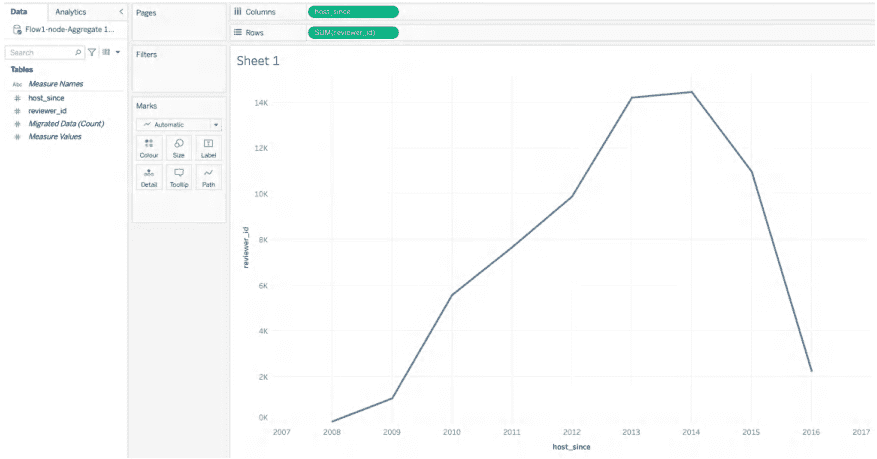 Data Analytics <
Flow1-node-Aggregate 1...
Search
Tables
Abc Measure Names
# host_since
# reviewer_id
# Migrated Data (Count)
# Measure Values
Pages
Filters
Marks
Automatic
Colour Size Label
Detail Tooltip Path
Columns host_since
Rows SUM(reviewer_id)
Sheet 1
reviewer_id
14K
12K
10K
8K
6K
4K
2K
0K
2007 2008 2009 2010 2011 2012 2013 2014 2015 2016 2017
host_since